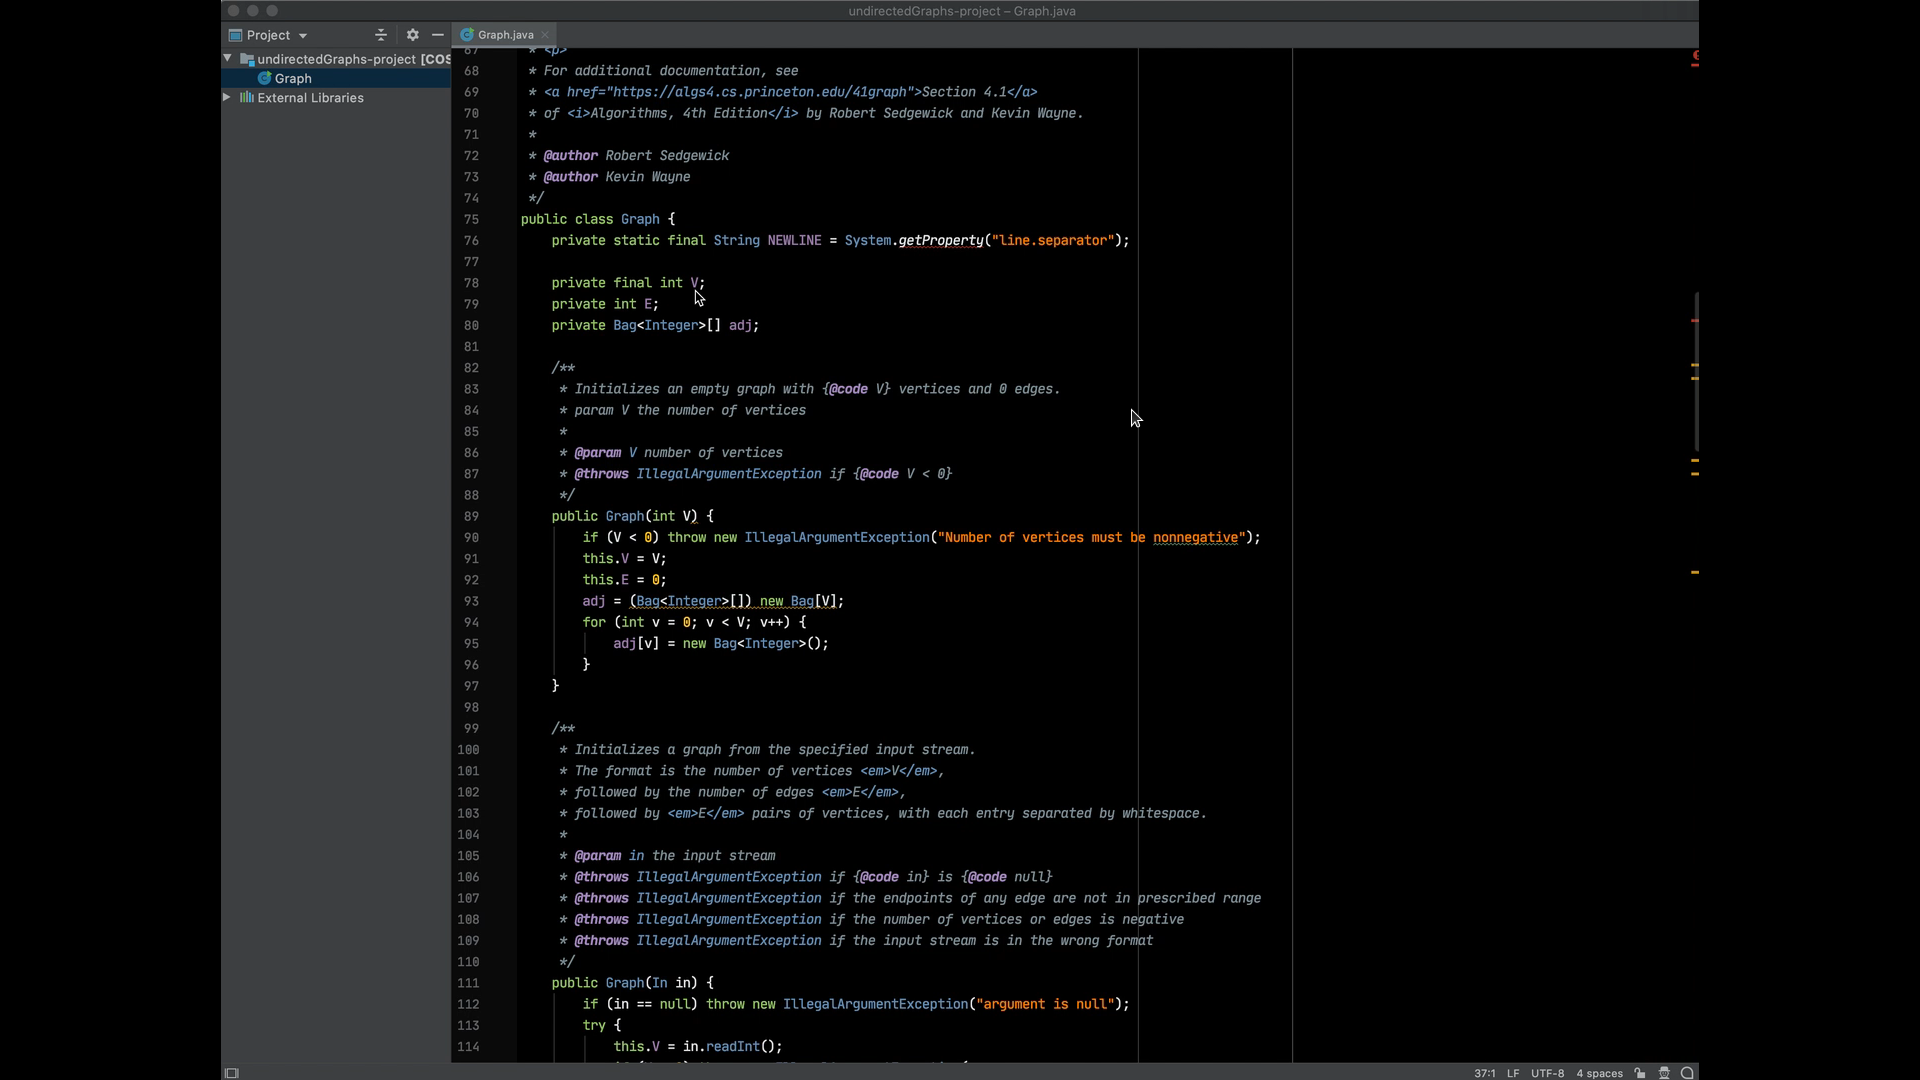 undirectedGraphs-project – Graph.java
Project
Graph.java
undirectedGraphs-project [COS
Graph
External Libraries
67 * <p>
68 * For additional documentation, see
69 * <a href="https://algs4.cs.princeton.edu/41graph">Section 4.1</a>
70 * of <i>Algorithms, 4th Edition</i> by Robert Sedgewick and Kevin Wayne.
71 *
72 * @author Robert Sedgewick
73 * @author Kevin Wayne
74 */
75 public class Graph {
76 private static final String NEWLINE = System.getProperty("line.separator");
77
78 private final int V;
79 private int E;
80 private Bag<Integer>[] adj;
81
82 /**
83 * Initializes an empty graph with {@code V} vertices and 0 edges.
84 * param V the number of vertices
85 *
86 * @param V number of vertices
87 * @throws IllegalArgumentException if {@code V < 0}
88 */
89 public Graph(int V) {
90 if (V < 0) throw new IllegalArgumentException("Number of vertices must be nonnegative");
91 this.V = V;
92 this.E = 0;
93 adj = (Bag<Integer>[]) new Bag[V];
94 for (int v = 0; v < V; v++) {
95 adj[v] = new Bag<Integer>();
96 }
97 }
98
99 /**
100 * Initializes a graph from the specified input stream.
101 * The format is the number of vertices <em>V</em>,
102 * followed by the number of edges <em>E</em>,
103 * followed by <em>E</em> pairs of vertices, with each entry separated by whitespace.
104 *
105 * @param in the input stream
106 * @throws IllegalArgumentException if {@code in} is {@code null}
107 * @throws IllegalArgumentException if the endpoints of any edge are not in prescribed range
108 * @throws IllegalArgumentException if the number of vertices or edges is negative
109 * @throws IllegalArgumentException if the input stream is in the wrong format
110 */
111 public Graph(In in) {
112 if (in == null) throw new IllegalArgumentException("argument is null");
113 try {
114 this.V = in.readInt();
37:1 LF UTF-8 4 spaces